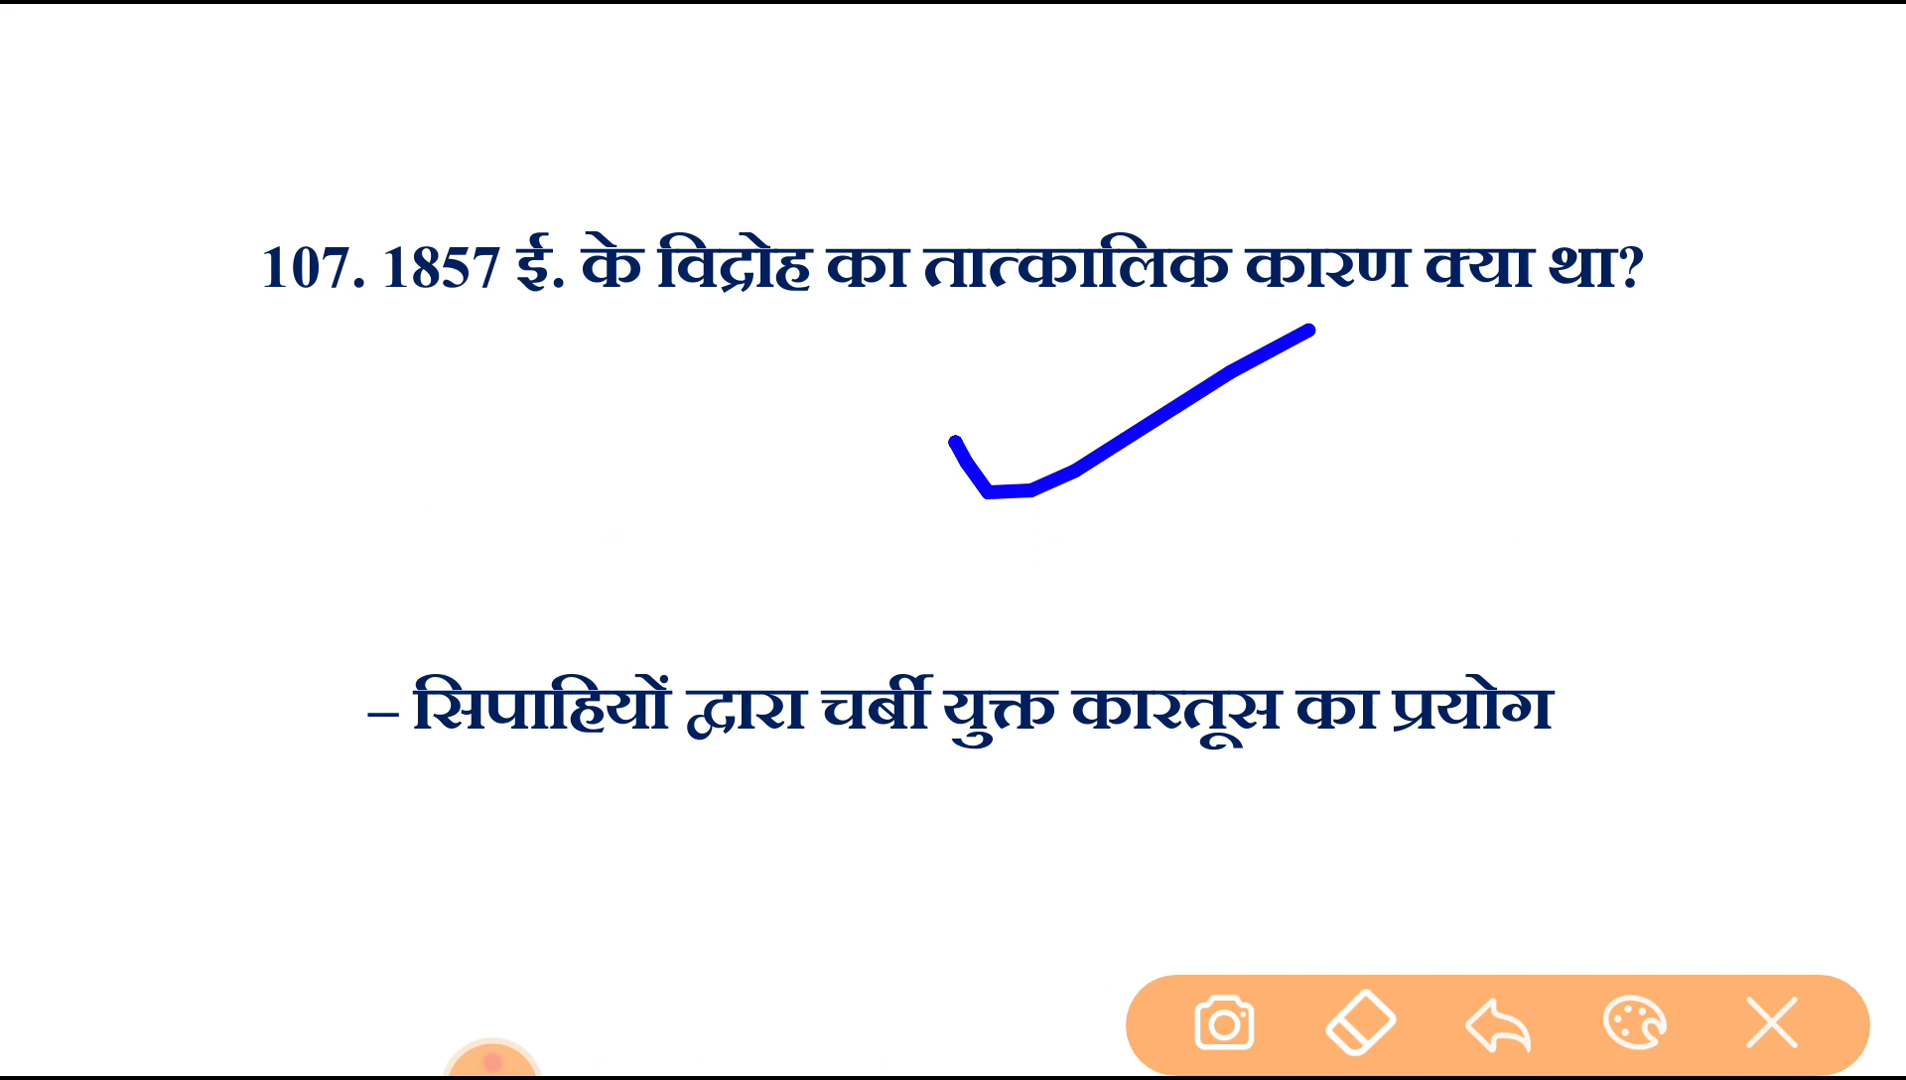 107. 1857 ई. के विद्रोह का तात्कालिक कारण क्या था?
– सिपाहियों द्वारा चर्बी युक्त कारतूस का प्रयोग